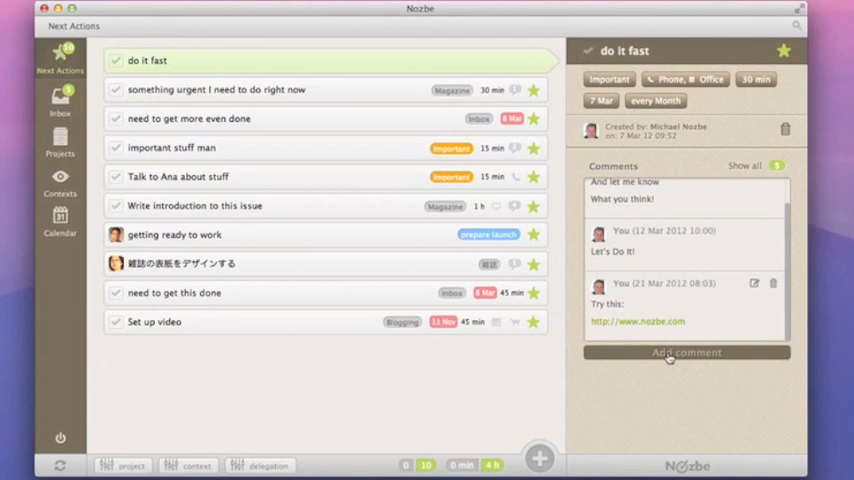 Nozbe
Next Actions
10
Next Actions
5
Inbox
Projects
Contexts
31
Calendar
do it fast
something urgent I need to do right now Magazine 30 min
need to get more even done Inbox 8 Mar
important stuff man Important 15 min
Talk to Ana about stuff Important 15 min
Write introduction to this issue Magazine 1 h
getting ready to work prepare launch
雑誌の表紙をデザインする 雑誌
need to get this done Inbox 8 Mar 45 min
Set up video Blogging 11 Nov 45 min
project context delegation 0 10 0 min 4 h
do it fast
Important Phone, Office 30 min
7 Mar every Month
Created by: Michael Nozbe
on: 7 Mar 12 09:52
Comments Show all
And let me know
What you think!
You (12 Mar 2012 10:00)
Let's Do It!
You (21 Mar 2012 08:03)
Try this:
http://www.nozbe.com
Add comment
Nozbe